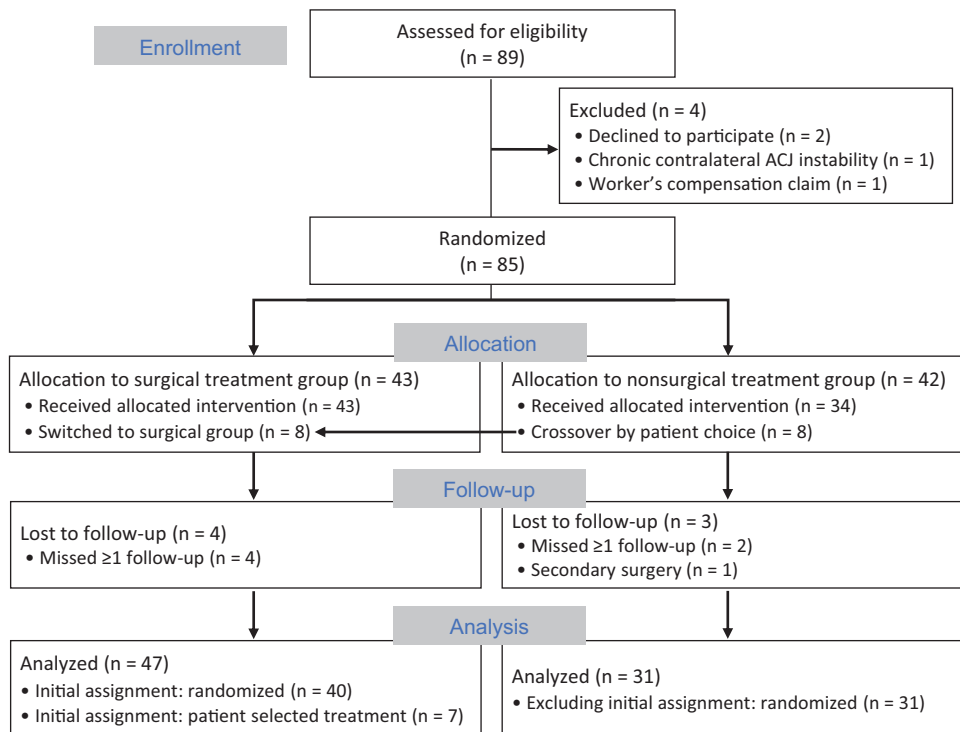 Enrollment
Assessed for eligibility
(n = 89)
Excluded (n = 4)
• Declined to participate (n = 2)
• Chronic contralateral ACJ instability (n = 1)
• Worker’s compensation claim (n = 1)
Randomized
(n = 85)
Allocation
Allocation to surgical treatment group (n = 43)
• Received allocated intervention (n = 43)
• Switched to surgical group (n = 8)
Allocation to nonsurgical treatment group (n = 42)
• Received allocated intervention (n = 34)
• Crossover by patient choice (n = 8)
Follow-up
Lost to follow-up (n = 4)
• Missed ≥1 follow-up (n = 4)
Lost to follow-up (n = 3)
• Missed ≥1 follow-up (n = 2)
• Secondary surgery (n = 1)
Analysis
Analyzed (n = 47)
• Initial assignment: randomized (n = 40)
• Initial assignment: patient selected treatment (n = 7)
Analyzed (n = 31)
• Excluding initial assignment: randomized (n = 31)